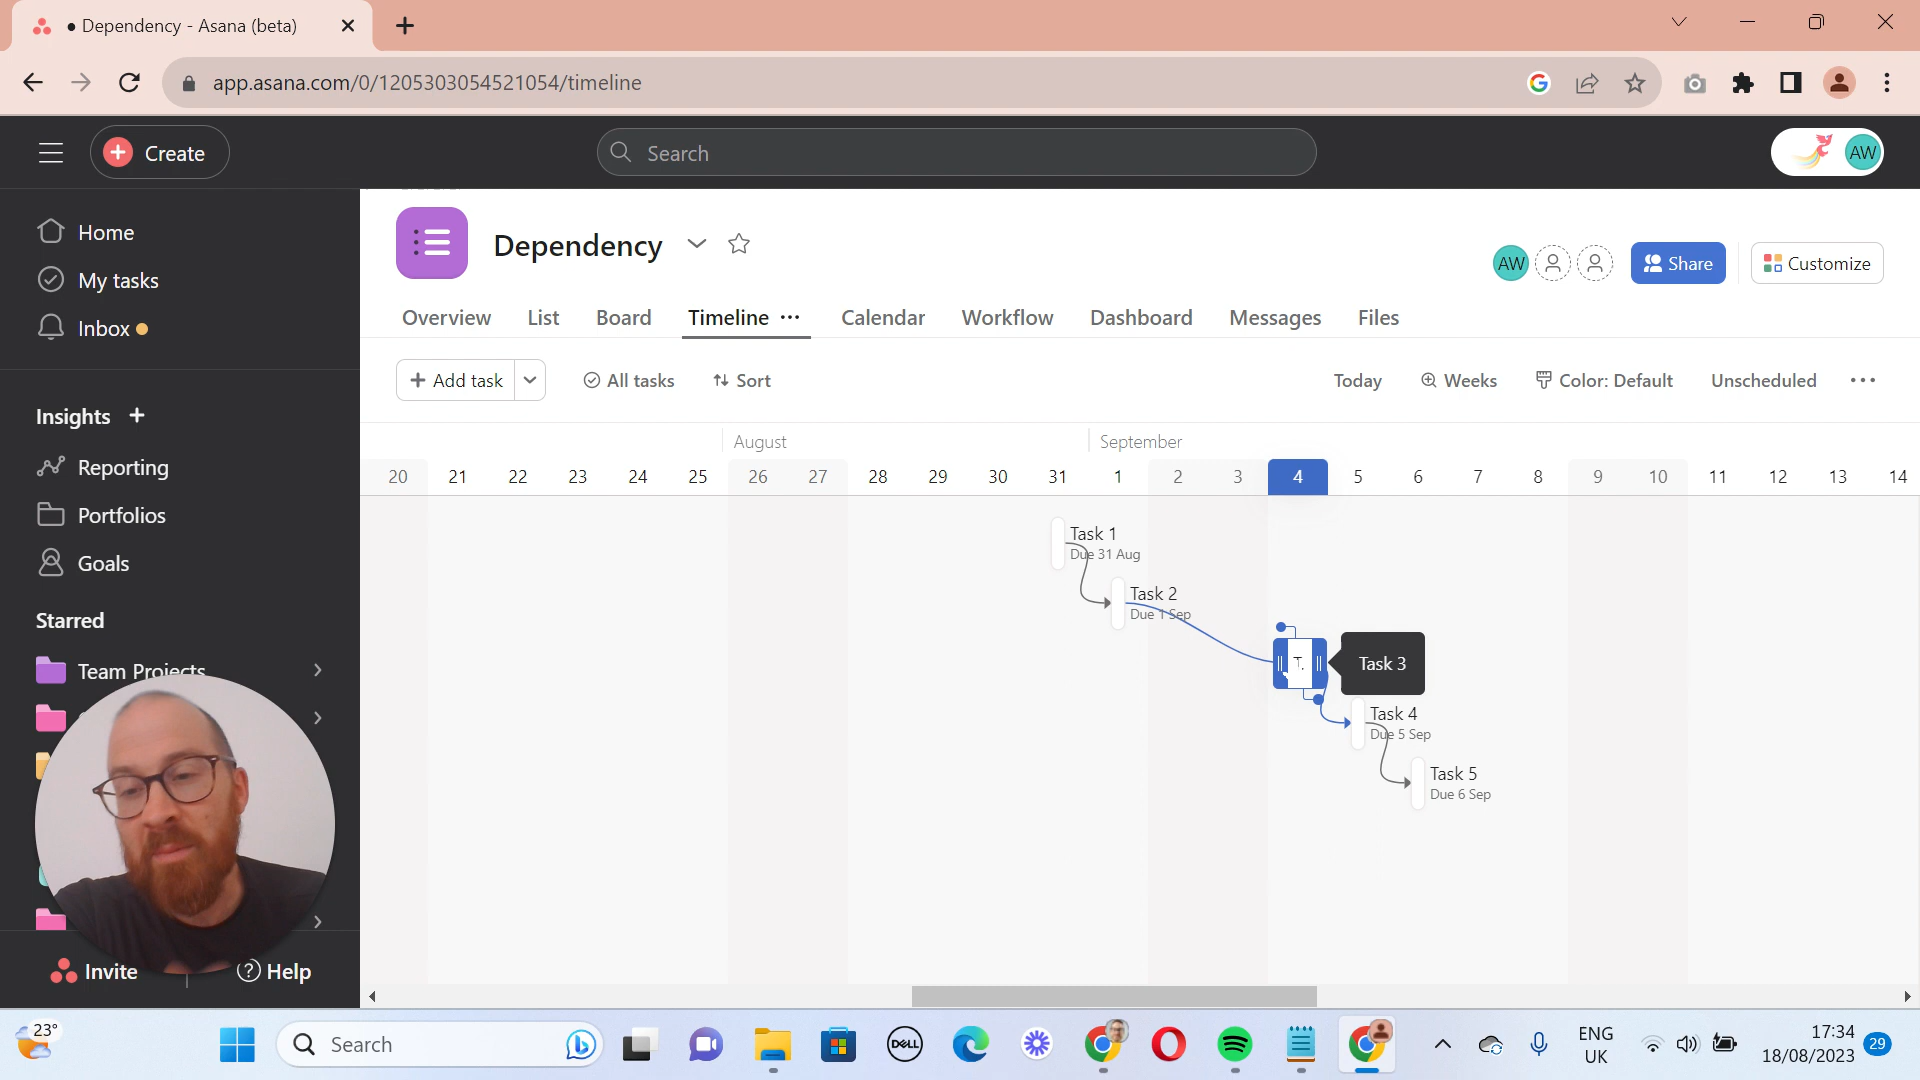 • Dependency - Asana (beta)
app.asana.com/0/1205303054521054/timeline
Create
Search
AW
Home
My tasks
Inbox
Insights +
Reporting
Portfolios
Goals
Starred
Team Projects
Invite
Help
Dependency
AW
Share
Customize
Overview
List
Board
Timeline
Calendar
Workflow
Dashboard
Messages
Files
+ Add task
All tasks
Sort
Today
Weeks
Color: Default
Unscheduled
August
September
20 21 22 23 24 25 26 27 28 29 30 31 1 2 3 4 5 6 7 8 9 10 11 12 13 14
Task 1
Due 31 Aug
Task 2
Due 1 Sep
T.
Task 3
Task 4
Due 5 Sep
Task 5
Due 6 Sep
23°
Search
DELL
ENG
UK
17:34
18/08/2023
29